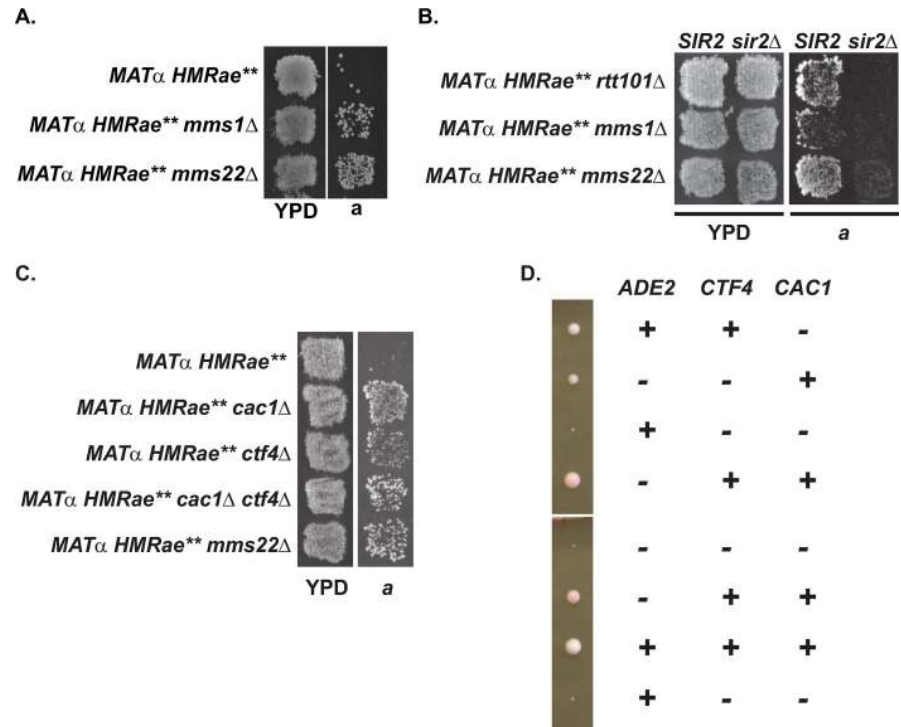 A.
MATα HMRae**
MATα HMRae** mms1Δ
MATα HMRae** mms22Δ
YPD a
B.
SIR2 sir2Δ SIR2 sir2Δ
MATα HMRae** rtt101Δ
MATα HMRae** mms1Δ
MATα HMRae** mms22Δ
YPD a
C.
MATα HMRae**
MATα HMRae** cac1Δ
MATα HMRae** ctf4Δ
MATα HMRae** cac1Δ ctf4Δ
MATα HMRae** mms22Δ
YPD a
D.
ADE2 CTF4 CAC1
+ + -
- - +
+ - -
- + +
- - -
- + +
+ + +
+ - -